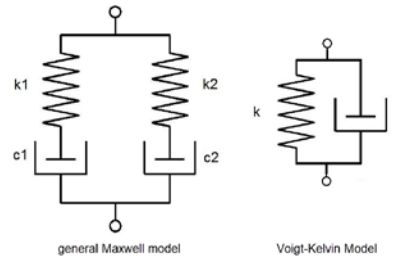 k1
k2
k
c1
c2
general Maxwell model
Voigt-Kelvin Model